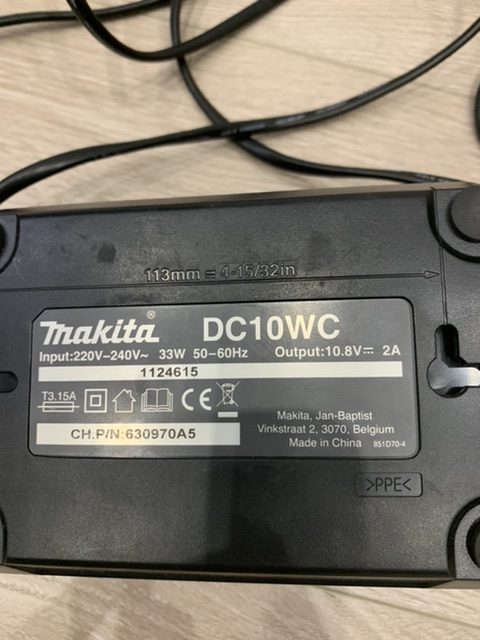 113mm = 4-15/32in
makita® DC10WC
Input:220V-240V~ 33W 50-60Hz Output:10.8V⎓ 2A
1124615
T3.15A
CE
CH.P/N:630970A5
Makita, Jan-Baptist
Vinkstraat 2, 3070, Belgium
Made in China 851D70-4
>PPE<